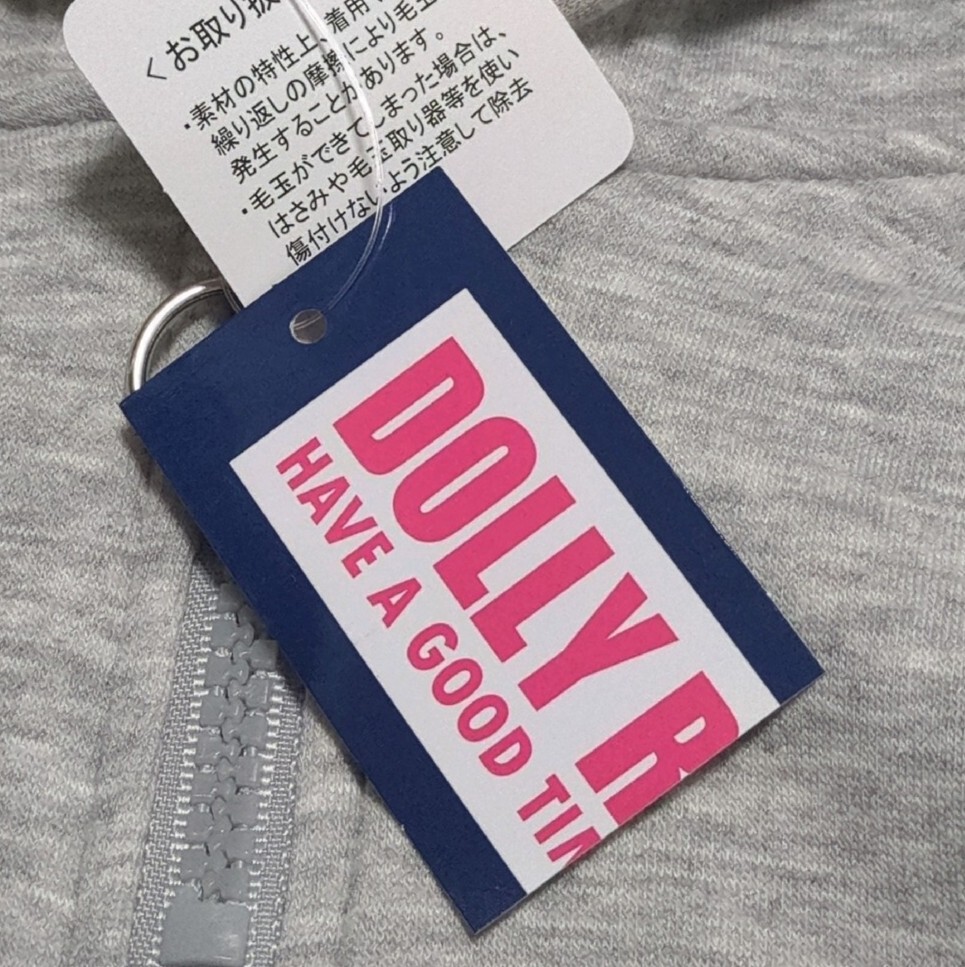 ＜お取り扱
・素材の特性上、着用
繰り返しの摩擦により毛玉
発生することがあります。
・毛玉ができてしまった場合は、
はさみや毛玉取り器等を使い
傷付けないよう注意して除去
DOLLY R
HAVE A GOOD TIM